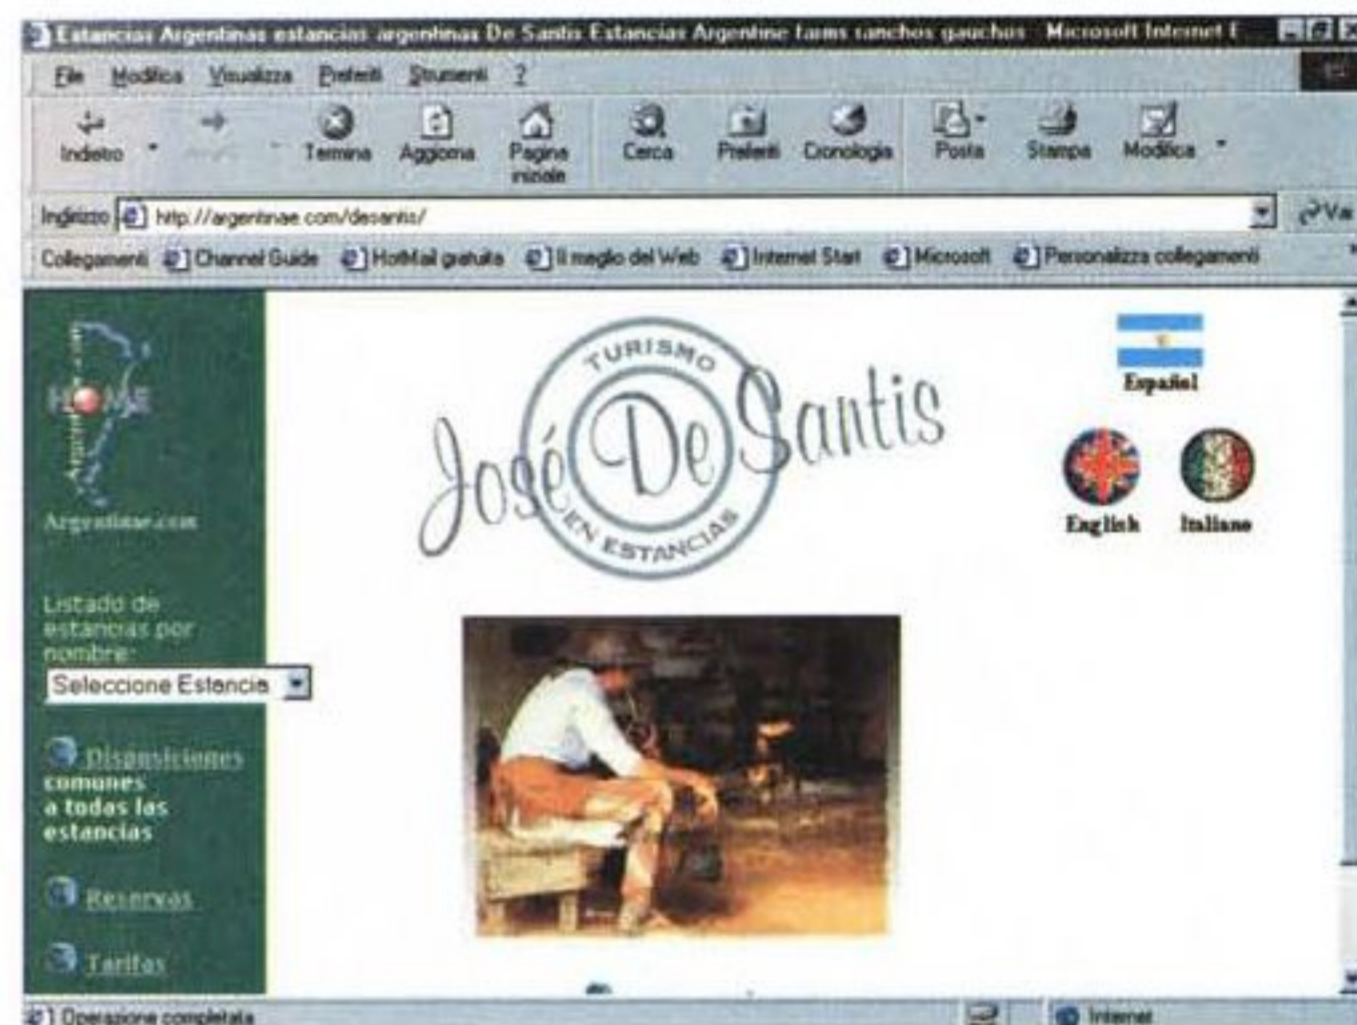 Estancias Argentinas estancias argentinas De Santis Estancias Argentine farms ranchos gauchos Microsoft Internet E
File Modifica Visualizza Preferiti Strumenti ?
Indietro Termina Aggiorna Pagina iniziale Cerca Preferiti Cronologia Posta Stampa Modifica
Indirizzo http://argentinae.com/desantis/ Vai
Collegamenti Channel Guide HotMail gratuita Il meglio del Web Internet Start Microsoft Personalizza collegamenti
HOME
Argentinae.com
Argentinae.com
Listado de
estancias por
nombre:
Seleccione Estancia
Disposiciones
comunes
a todas las
estancias
Reservas
Tarifas
TURISMO
José De Santis
EN ESTANCIAS
Español
English Italiano
Operazione completata Internet